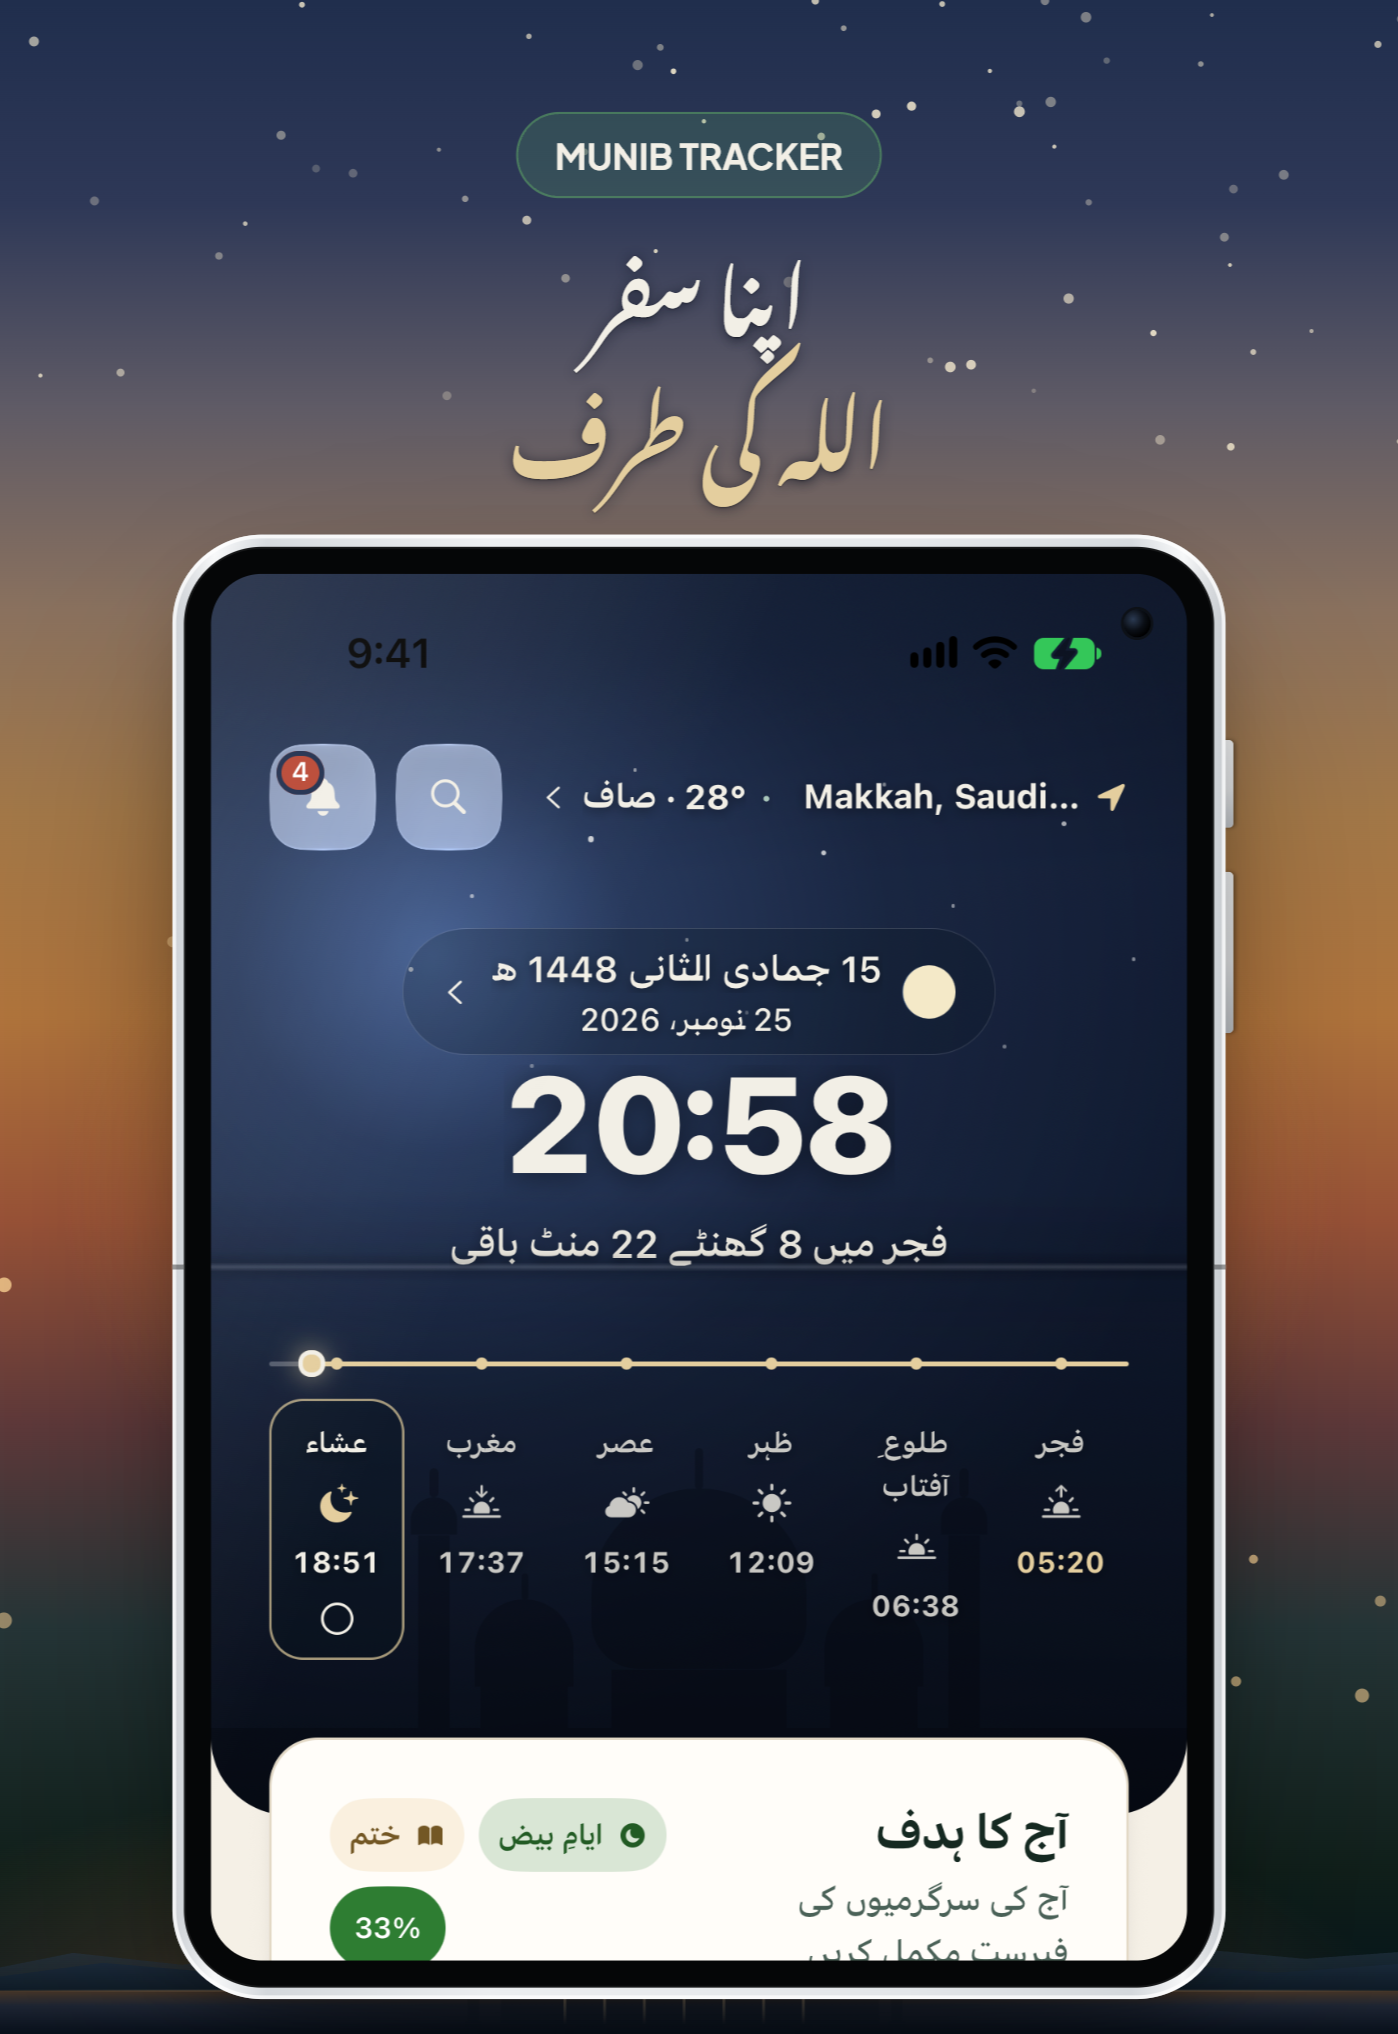 MUNIB TRACKER
اپنا سفر
اللہ کی طرف
9:41
Makkah, Saudi... · 28° · صاف
4
15 جمادی الثانی 1448 ھ
25 نومبر، 2026
20:58
فجر میں 8 گھنٹے 22 منٹ باقی
فجر
05:20
طلوعِ آفتاب
06:38
ظہر
12:09
عصر
15:15
مغرب
17:37
عشاء
18:51
آج کا ہدف
ایامِ بیض
ختم
آج کی سرگرمیوں کی
فہرست مکمل کریں
33%